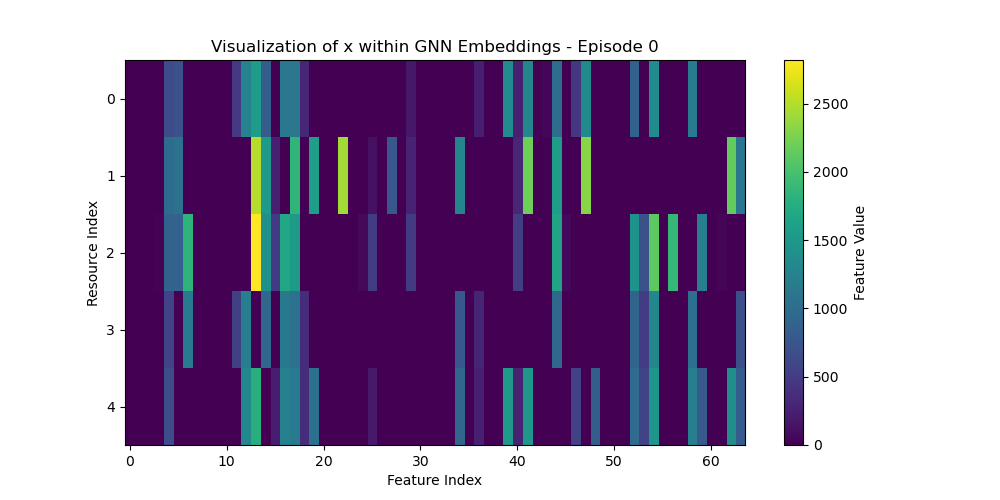 Visualization of x within GNN Embeddings - Episode 0
Resource Index
0
1
2
3
4
0 10 20 30 40 50 60
Feature Index
2500
2000
1500
1000
500
0
Feature Value